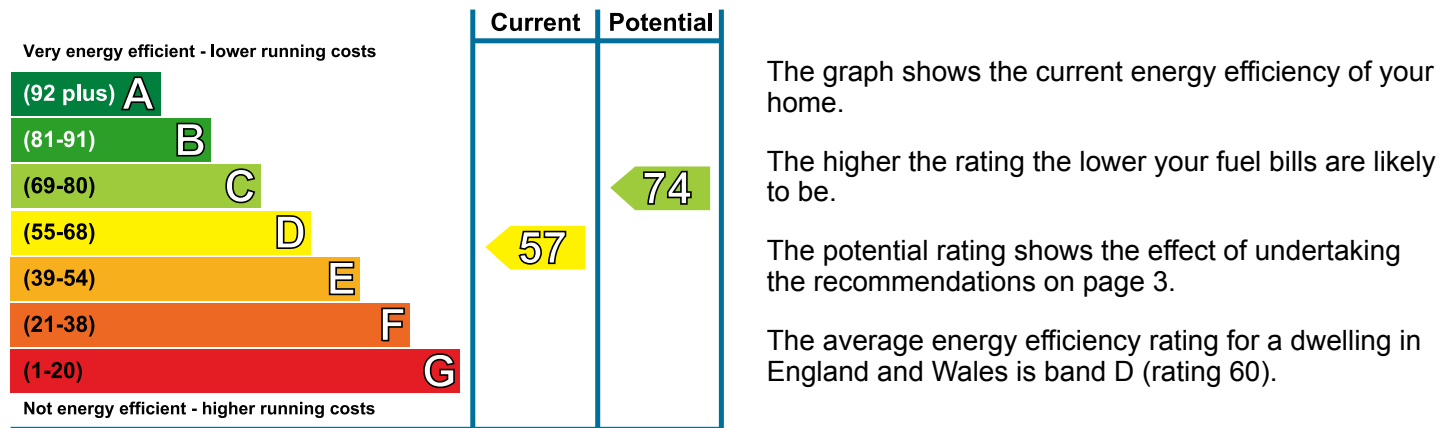 Current Potential
Very energy efficient - lower running costs
(92 plus) A
(81-91) B
(69-80) C
74
(55-68) D
57
(39-54) E
(21-38) F
(1-20) G
Not energy efficient - higher running costs
The graph shows the current energy efficiency of your
home.
The higher the rating the lower your fuel bills are likely
to be.
The potential rating shows the effect of undertaking
the recommendations on page 3.
The average energy efficiency rating for a dwelling in
England and Wales is band D (rating 60).